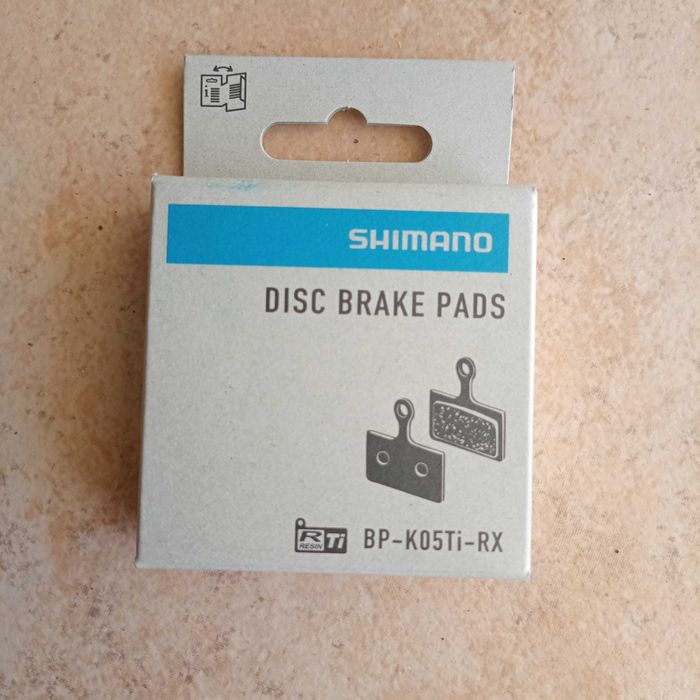 i
SHIMANO
DISC BRAKE PADS
R Ti
RESIN
BP-K05Ti-RX